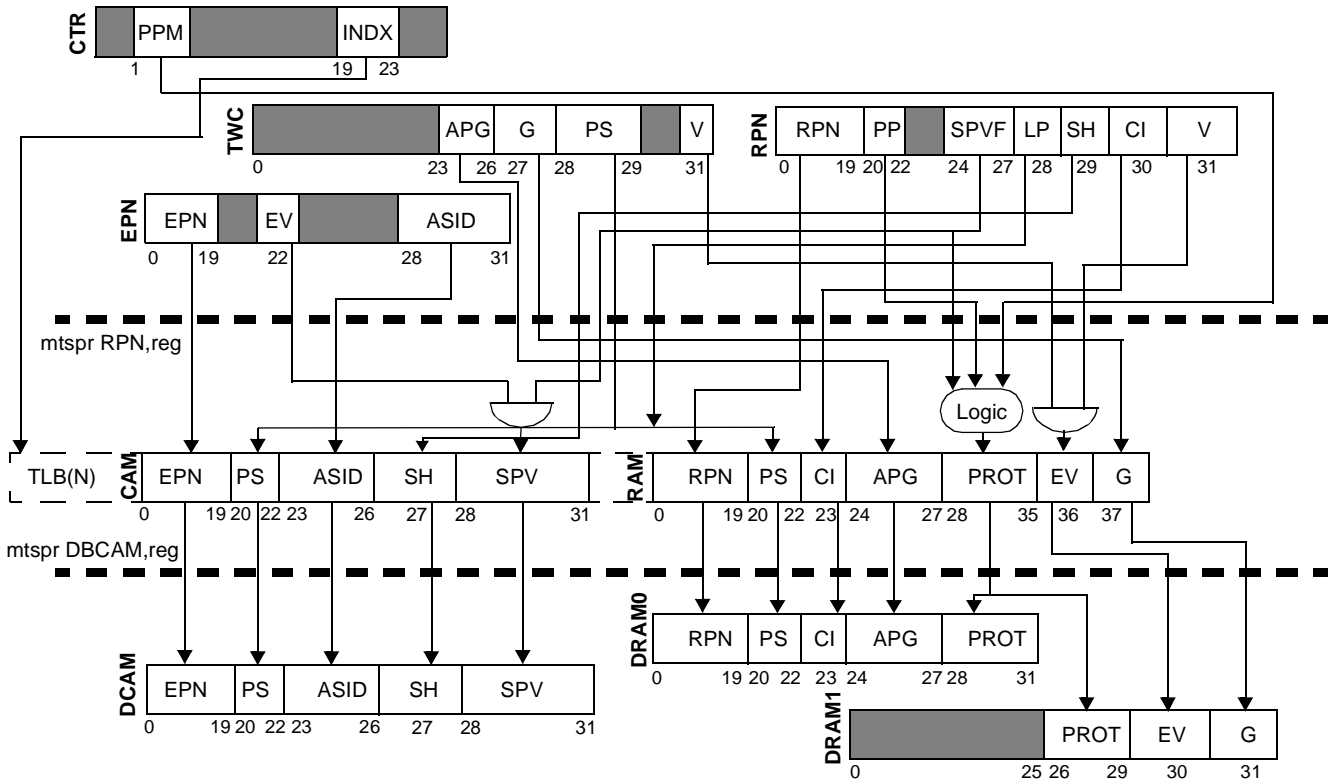 CTR
PPM INDX
1 19 23
TWC
APG G PS V
0 23 26 27 28 29 31
RPN
RPN PP SPVF LP SH CI V
0 19 20 22 24 27 28 29 30 31
EPN
EPN EV ASID
0 19 22 28 31
mtspr RPN,reg
Logic
TLB(N)
CAM
EPN PS ASID SH SPV
0 19 20 22 23 26 27 28 31
RAM
RPN PS CI APG PROT EV G
0 19 20 22 23 24 27 28 35 36 37
mtspr DBCAM,reg
DRAM0
RPN PS CI APG PROT
0 19 20 22 23 24 27 28 31
DCAM
EPN PS ASID SH SPV
0 19 20 22 23 26 27 28 31
DRAM1
PROT EV G
0 25 26 29 30 31